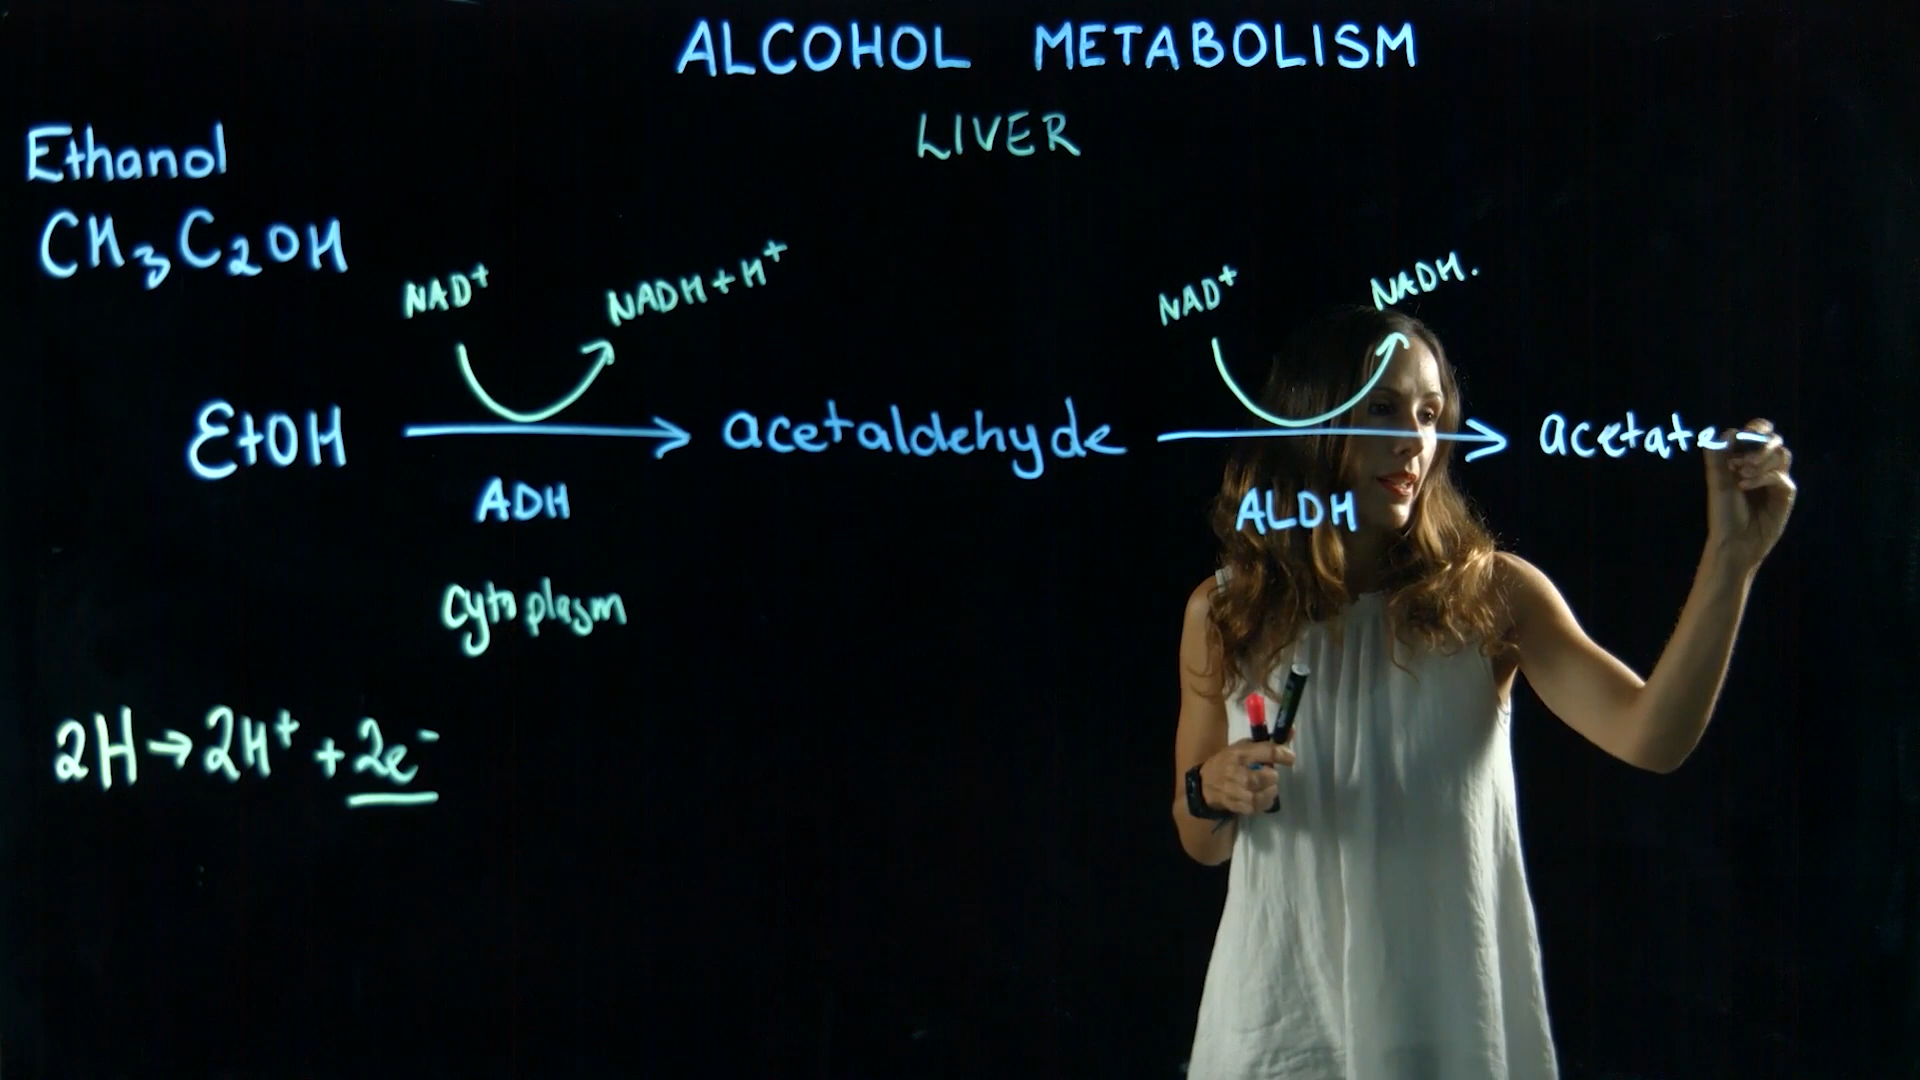 ALCOHOL METABOLISM
LIVER
Ethanol
CH₃C₂OH
NAD⁺ NADH + H⁺ NAD⁺ NADH.
EtOH → acetaldehyde → acetate -
ADH ALDH
Cytoplasm
2H → 2H⁺ + 2e⁻